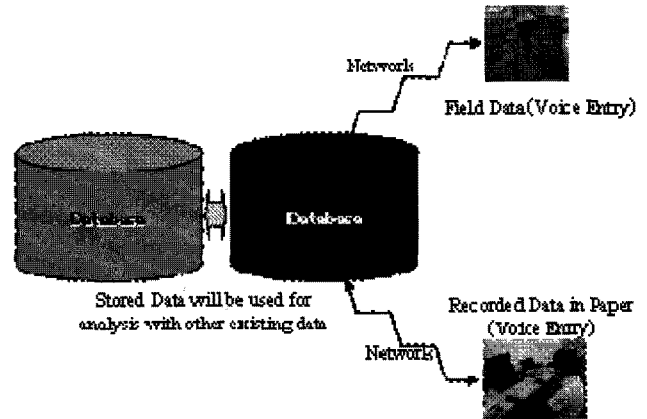 Network
Field Data(Voice Entry)
Database
Database
Stored Data will be used for
analysis with other existing data
Recorded Data in Paper
(Voice Entry)
Network